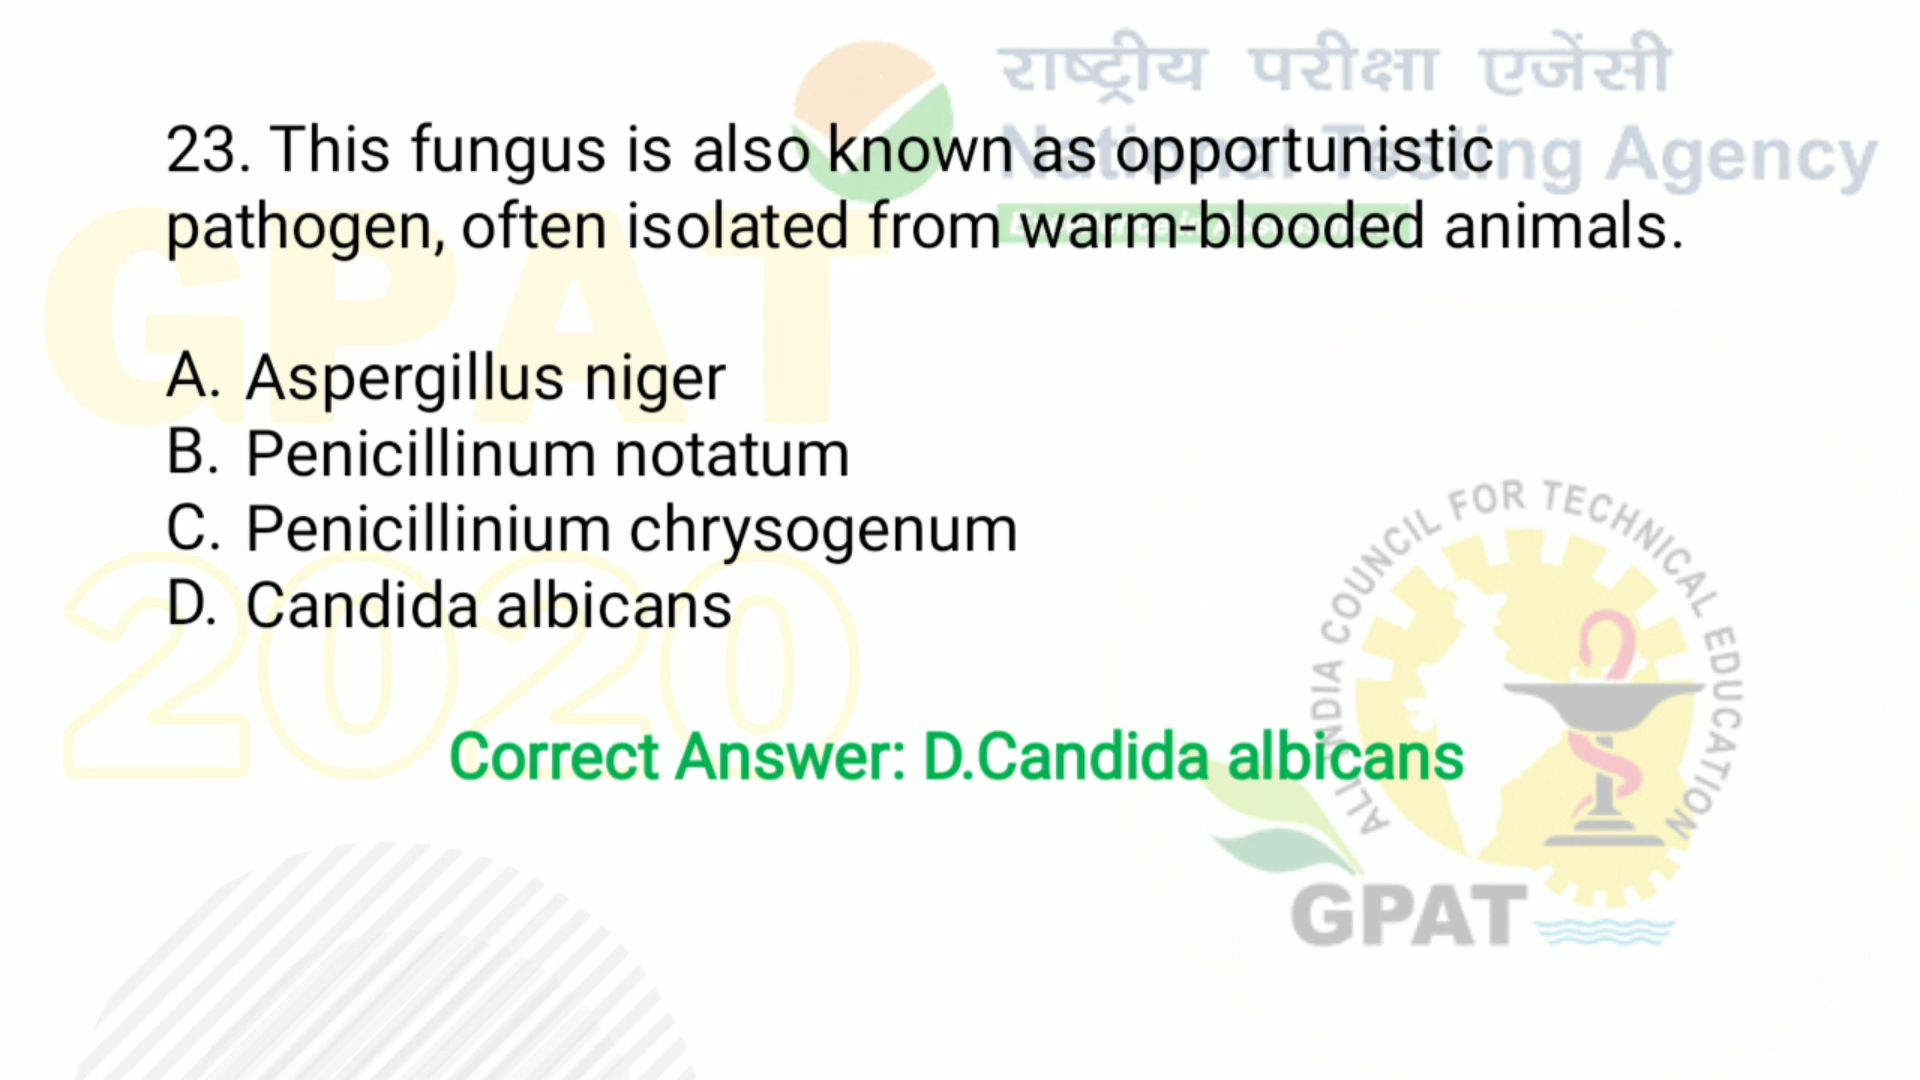 राष्ट्रीय परीक्षा एजेंसी
National Testing Agency
23. This fungus is also known as opportunistic
pathogen, often isolated from warm-blooded animals.
GPAT
2020
A. Aspergillus niger
B. Penicillinum notatum
C. Penicillinium chrysogenum
D. Candida albicans
Correct Answer: D.Candida albicans
ALL INDIA COUNCIL FOR TECHNICAL EDUCATION
GPAT